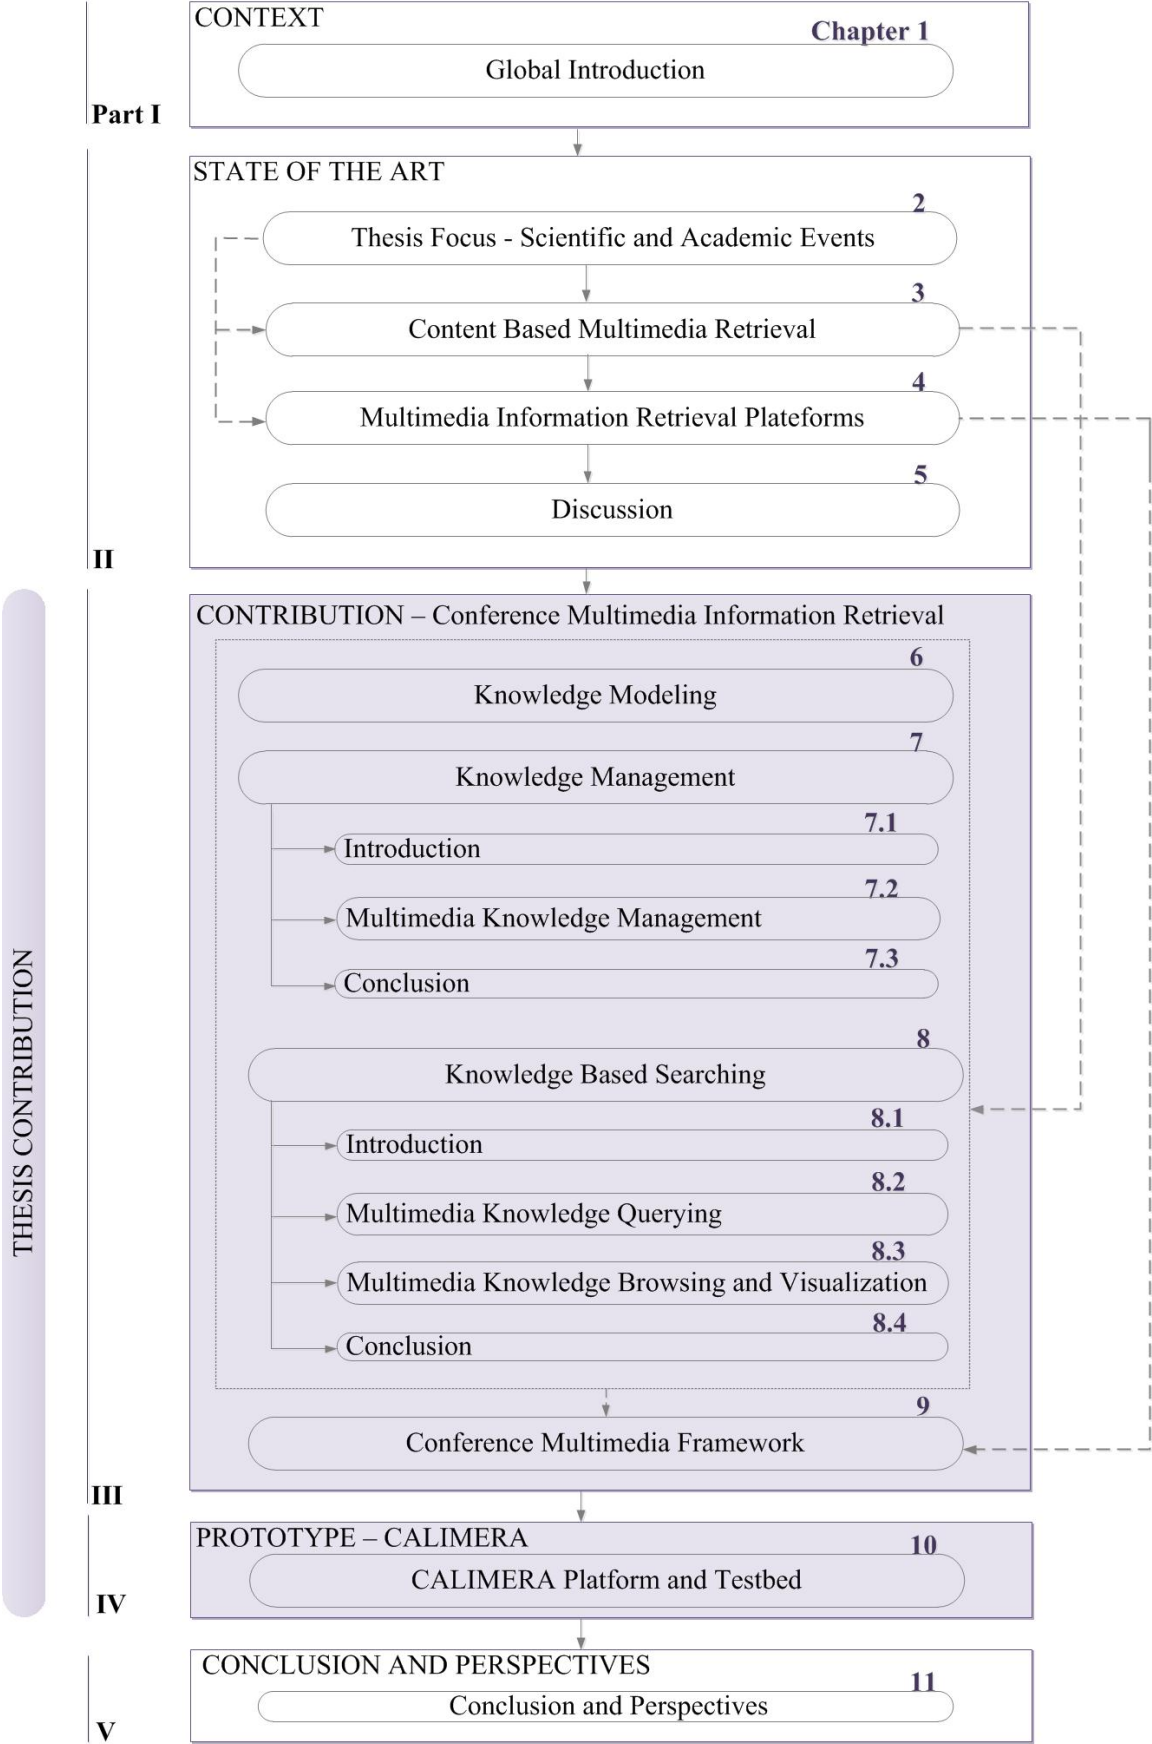 CONTEXT
Chapter 1
Global Introduction
Part I
STATE OF THE ART
2
Thesis Focus - Scientific and Academic Events
3
Content Based Multimedia Retrieval
4
Multimedia Information Retrieval Plateforms
5
Discussion
II
CONTRIBUTION – Conference Multimedia Information Retrieval
6
Knowledge Modeling
7
Knowledge Management
7.1
Introduction
7.2
Multimedia Knowledge Management
7.3
Conclusion
8
Knowledge Based Searching
8.1
Introduction
8.2
Multimedia Knowledge Querying
8.3
Multimedia Knowledge Browsing and Visualization
8.4
Conclusion
9
Conference Multimedia Framework
III
THESIS CONTRIBUTION
PROTOTYPE – CALIMERA
10
CALIMERA Platform and Testbed
IV
CONCLUSION AND PERSPECTIVES
11
Conclusion and Perspectives
V